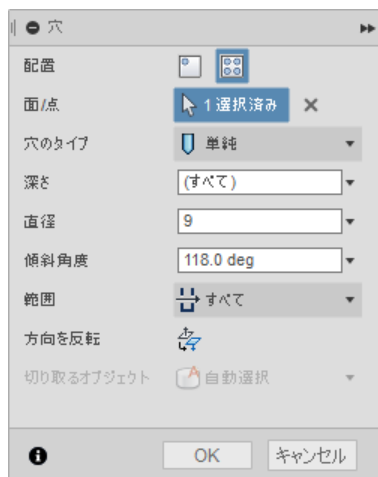 穴
配置
面/点 1 選択済み
穴のタイプ 単純
深さ (すべて)
直径 9
傾斜角度 118.0 deg
範囲 すべて
方向を反転
切り取るオブジェクト 自動選択
OK キャンセル